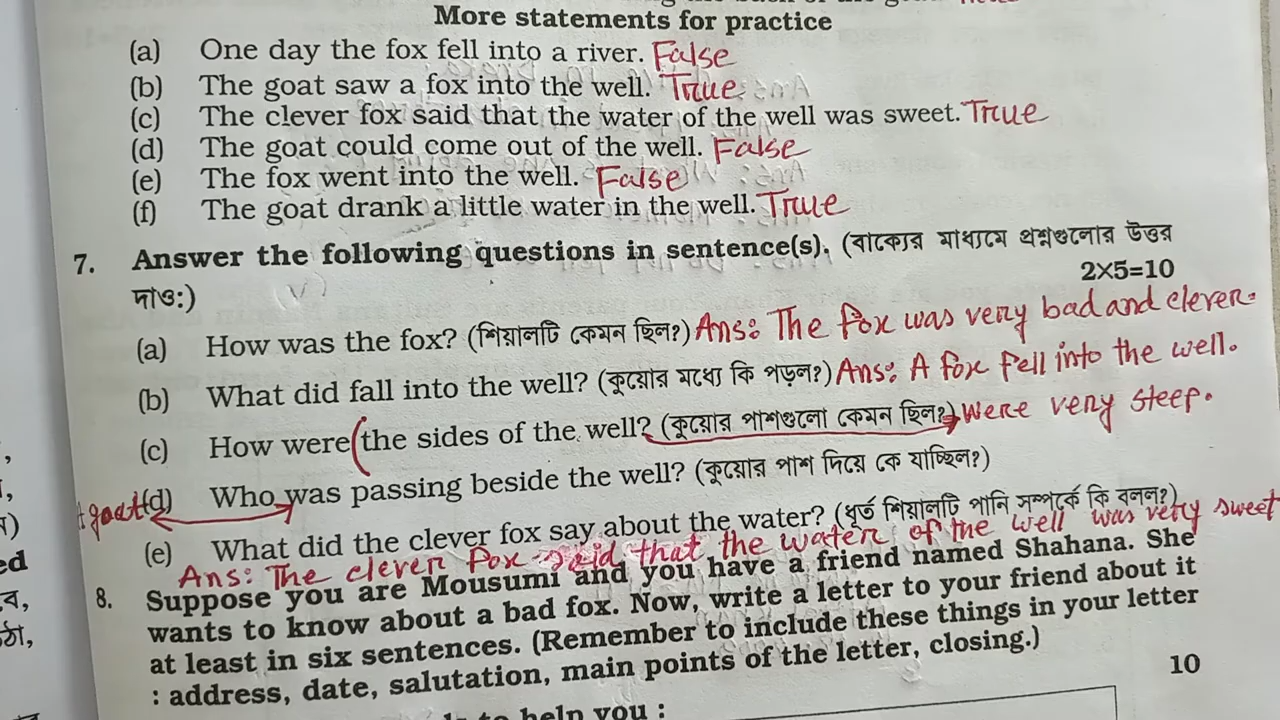 More statements for practice
(a) One day the fox fell into a river. False
(b) The goat saw a fox into the well. True
(c) The clever fox said that the water of the well was sweet. True
(d) The goat could come out of the well. False
(e) The fox went into the well. False
(f) The goat drank a little water in the well. True
7. Answer the following questions in sentence(s). (বাক্যের মাধ্যমে প্রশ্নগুলোর উত্তর
দাও:) 2×5=10
(a) How was the fox? (শিয়ালটি কেমন ছিল?) Ans: The fox was very bad and clever.
(b) What did fall into the well? (কুয়োর মধ্যে কি পড়ল?) Ans: A fox fell into the well.
(c) How were (the sides of the well? (কুয়োর পাশগুলো কেমন ছিল?) were very steep.
goat (d) Who was passing beside the well? (কুয়োর পাশ দিয়ে কে যাচ্ছিল?)
(e) What did the clever fox say about the water? (ধূর্ত শিয়ালটি পানি সম্পর্কে কি বলল?)
Ans: The clever fox said that the water of the well was very sweet
8. Suppose you are Mousumi and you have a friend named Shahana. She
wants to know about a bad fox. Now, write a letter to your friend about it
at least in six sentences. (Remember to include these things in your letter
: address, date, salutation, main points of the letter, closing.) 10
to help you :